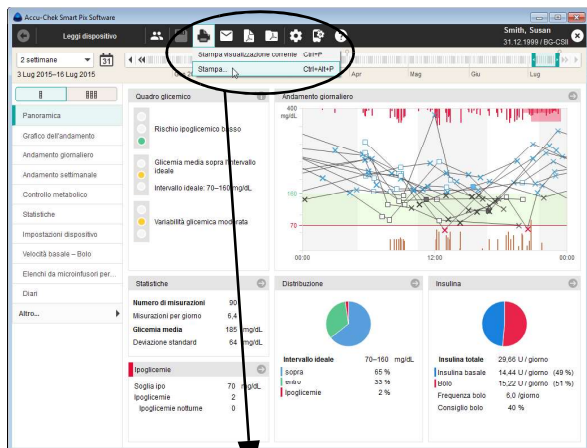 Accu-Chek Smart Pix Software
Leggi dispositivo
Smith, Susan
31.12.1999 / BG-CSII
Stampa visualizzazione corrente Ctrl+P
Stampa... Ctrl+Alt+P
2 settimane
31
3 Lug 2015–16 Lug 2015
Apr Mag Giu Lug
Panoramica
Grafico dell'andamento
Andamento giornaliero
Andamento settimanale
Controllo metabolico
Statistiche
Impostazioni dispositivo
Velocità basale – Bolo
Elenchi da microinfusori per...
Diari
Altro...
Quadro glicemico
Rischio ipoglicemico basso
Glicemia media sopra l'intervallo
ideale
Intervallo ideale: 70–160 mg/dL
Variabilità glicemica moderata
Andamento giornaliero
400
mg/dL
160
70
00:00 12:00 00:00
Statistiche
Numero di misurazioni 90
Misurazioni per giorno 6,4
Glicemia media 185 mg/dL
Deviazione standard 64 mg/dL
Ipoglicemie
Soglia ipo 70 mg/dL
Ipoglicemie 2
Ipoglicemie notturne 0
Distribuzione
Intervallo ideale 70–160 mg/dL
sopra 65 %
entro 33 %
Ipoglicemie 2 %
Insulina
Insulina totale 29,66 U / giorno
Insulina basale 14,44 U / giorno (49 %)
Bolo 15,22 U / giorno (51 %)
Frequenza bolo 6,0 /giorno
Consiglio bolo 40 %